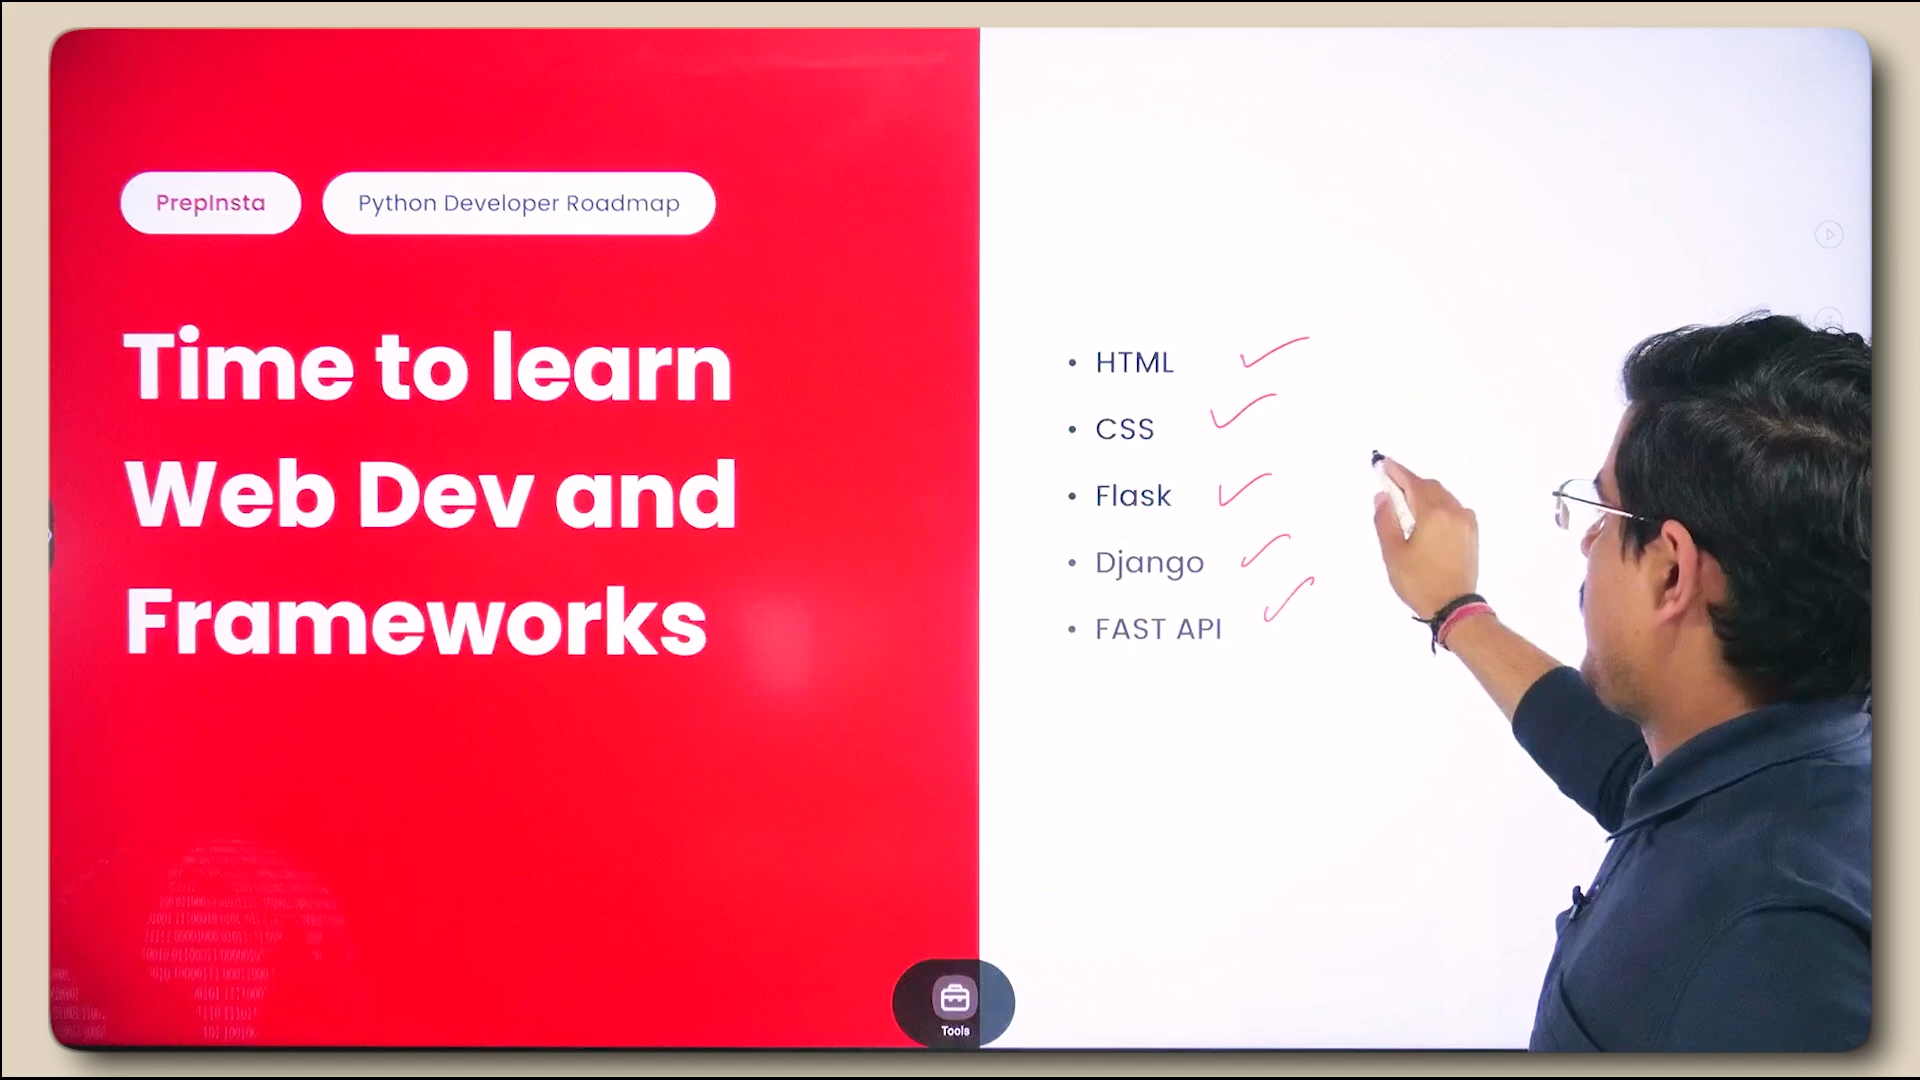 PrepInsta
Python Developer Roadmap
Time to learn
Web Dev and
Frameworks
• HTML
• CSS
• Flask
• Django
• FAST API
Tools